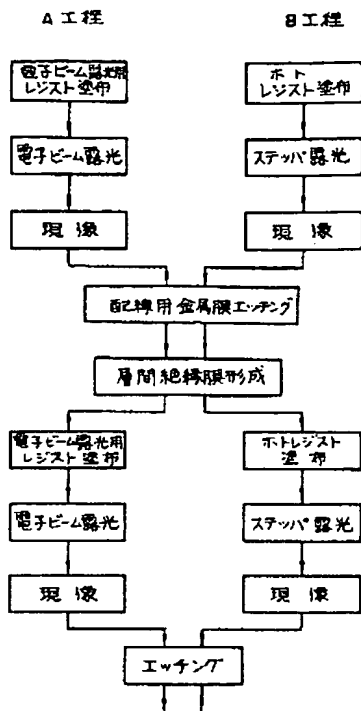 A工程
B工程
電子ビーム露光用
レジスト塗布
ホト
レジスト塗布
電子ビーム露光
ステッパ露光
現像
現像
配線用金属膜エッチング
層間絶縁膜形成
電子ビーム露光用
レジスト塗布
ホトレジスト
塗布
電子ビーム露光
ステッパ露光
現像
現像
エッチング